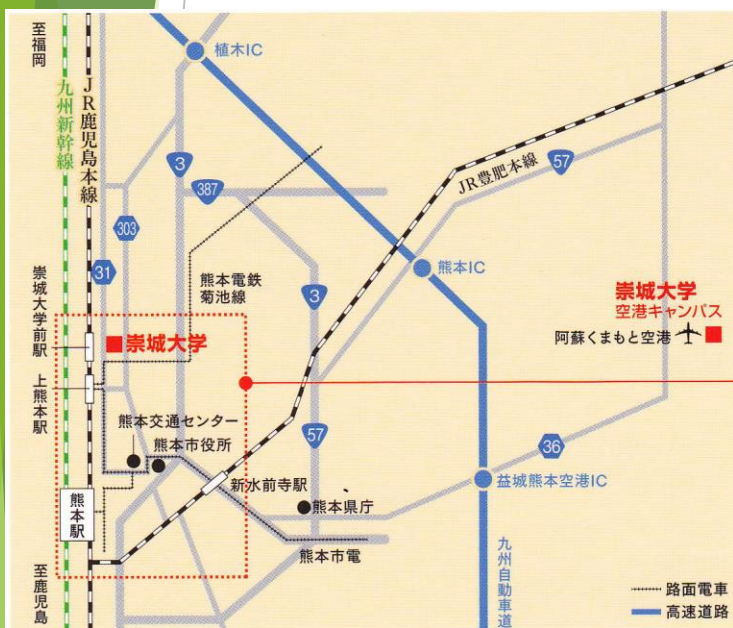 至福岡
九州新幹線
JR鹿児島本線
植木IC
3
387
303
31
熊本電鉄
菊池線
3
JR豊肥本線
57
熊本IC
崇城大学
空港キャンパス
阿蘇くまもと空港
崇城大学前駅
崇城大学
上熊本駅
熊本交通センター
熊本市役所
57
36
新水前寺駅
益城熊本空港IC
熊本県庁
熊本駅
熊本市電
九州自動車道
至鹿児島
路面電車
高速道路